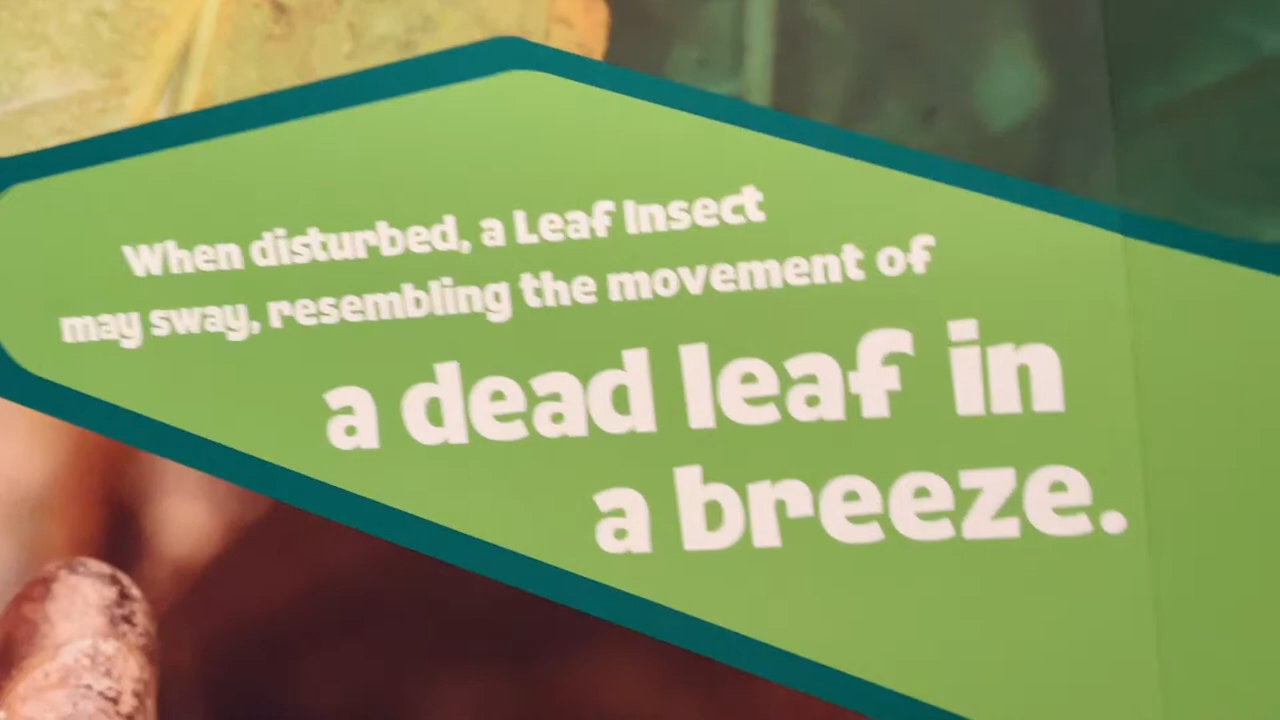 When disturbed, a Leaf Insect
may sway, resembling the movement of
a dead leaf in
a breeze.